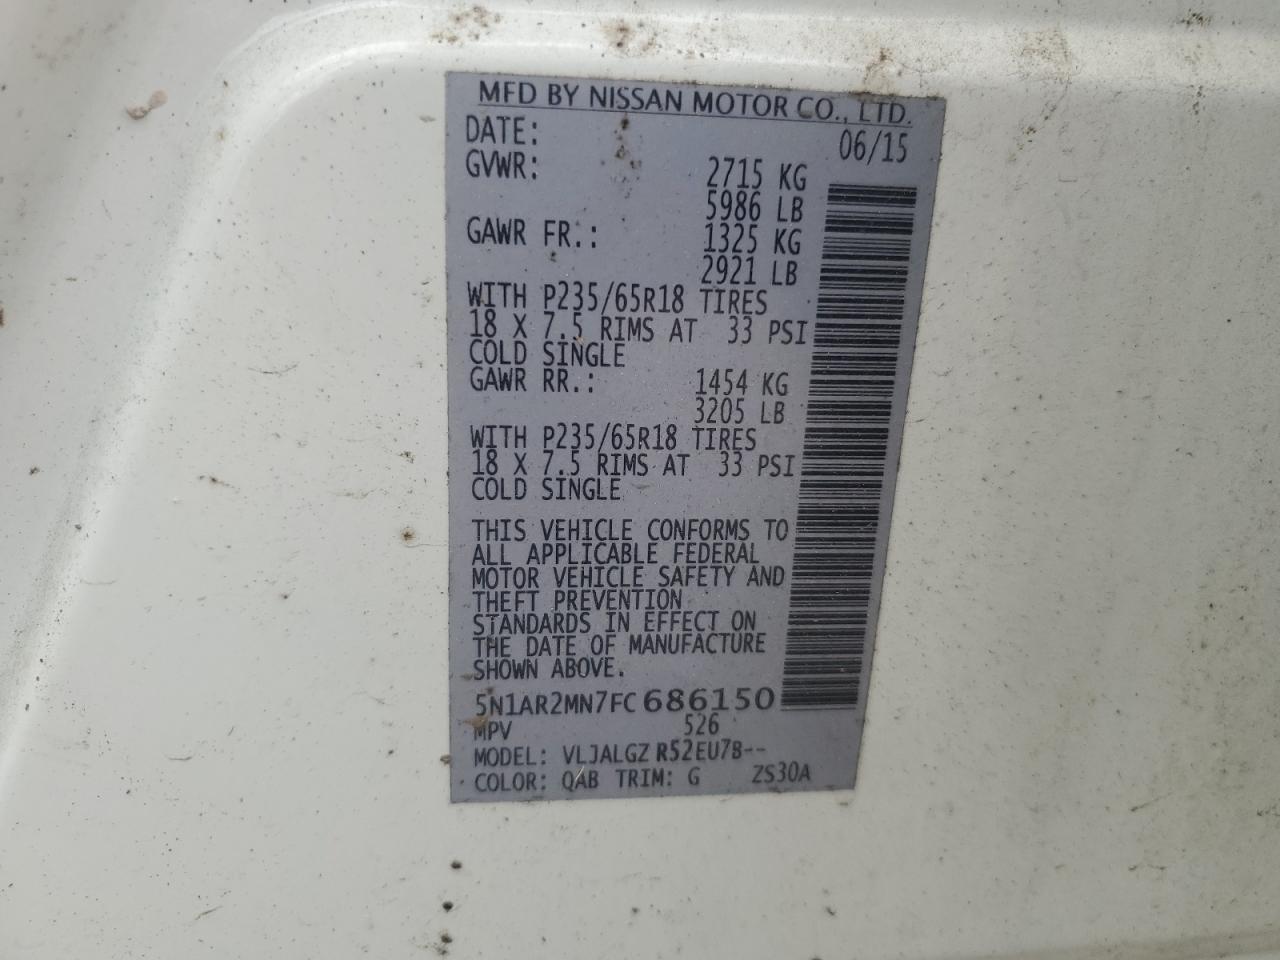 MFD BY NISSAN MOTOR CO., LTD.
DATE: 06/15
GVWR: 2715 KG
5986 LB
GAWR FR.: 1325 KG
2921 LB
WITH P235/65R18 TIRES
18 X 7.5 RIMS AT 33 PSI
COLD SINGLE
GAWR RR.: 1454 KG
3205 LB
WITH P235/65R18 TIRES
18 X 7.5 RIMS AT 33 PSI
COLD SINGLE
THIS VEHICLE CONFORMS TO
ALL APPLICABLE FEDERAL
MOTOR VEHICLE SAFETY AND
THEFT PREVENTION
STANDARDS IN EFFECT ON
THE DATE OF MANUFACTURE
SHOWN ABOVE.
5N1AR2MN7FC686150
MPV 526
MODEL: VLJALGZ R52EU7B--
COLOR: QAB TRIM: G ZS30A